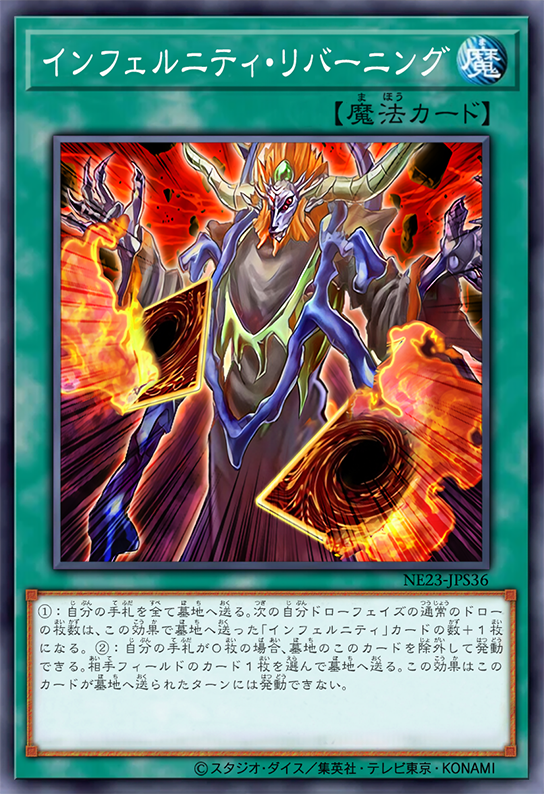 インフェルニティ・リバーニング
魔
【魔法カード】
NE23-JPS36
①：自分の手札を全て墓地へ送る。次の自分ドローフェイズの通常のドロー
の枚数は、この効果で墓地へ送った「インフェルニティ」カードの数＋１枚
になる。②：自分の手札が０枚の場合、墓地のこのカードを除外して発動
できる。相手フィールドのカード１枚を選んで墓地へ送る。この効果はこの
カードが墓地へ送られたターンには発動できない。
©スタジオ・ダイス／集英社・テレビ東京・KONAMI